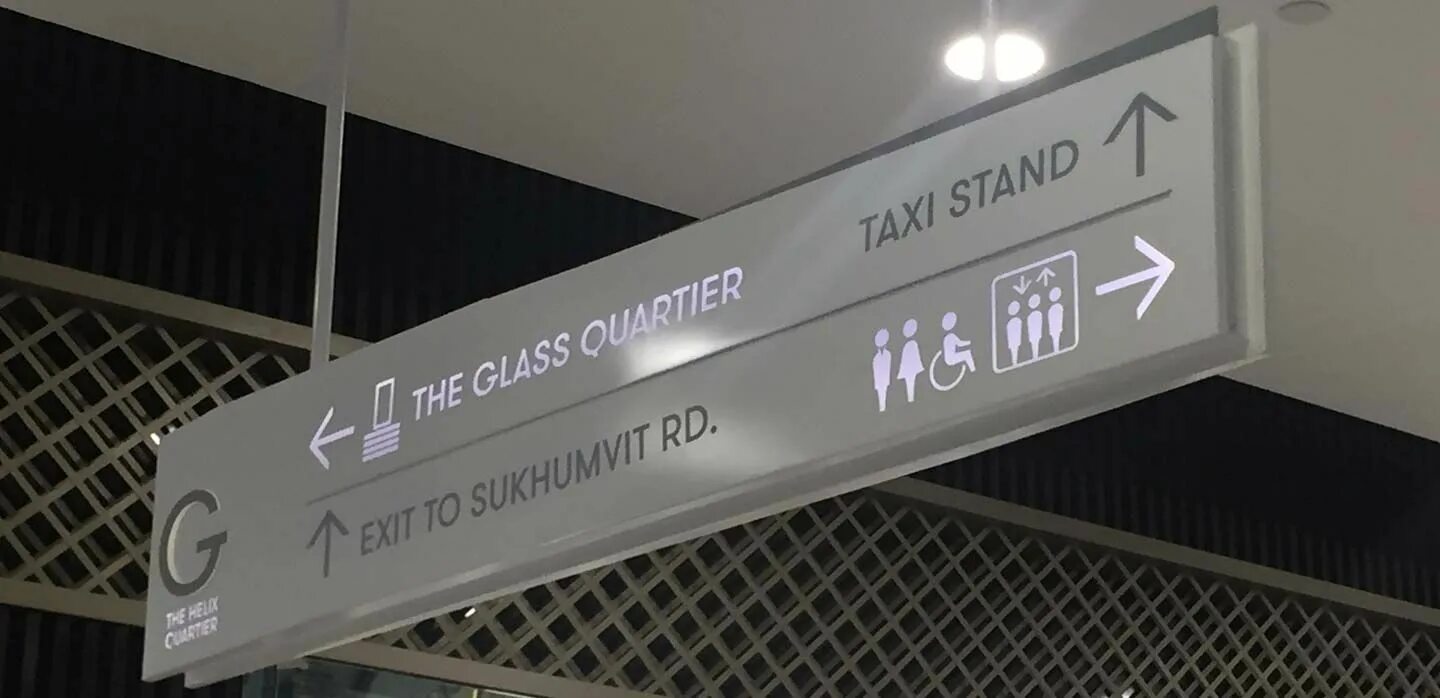 TAXI STAND
THE GLASS QUARTIER
EXIT TO SUKHUMVIT RD.
G
THE HELIX
QUARTIER